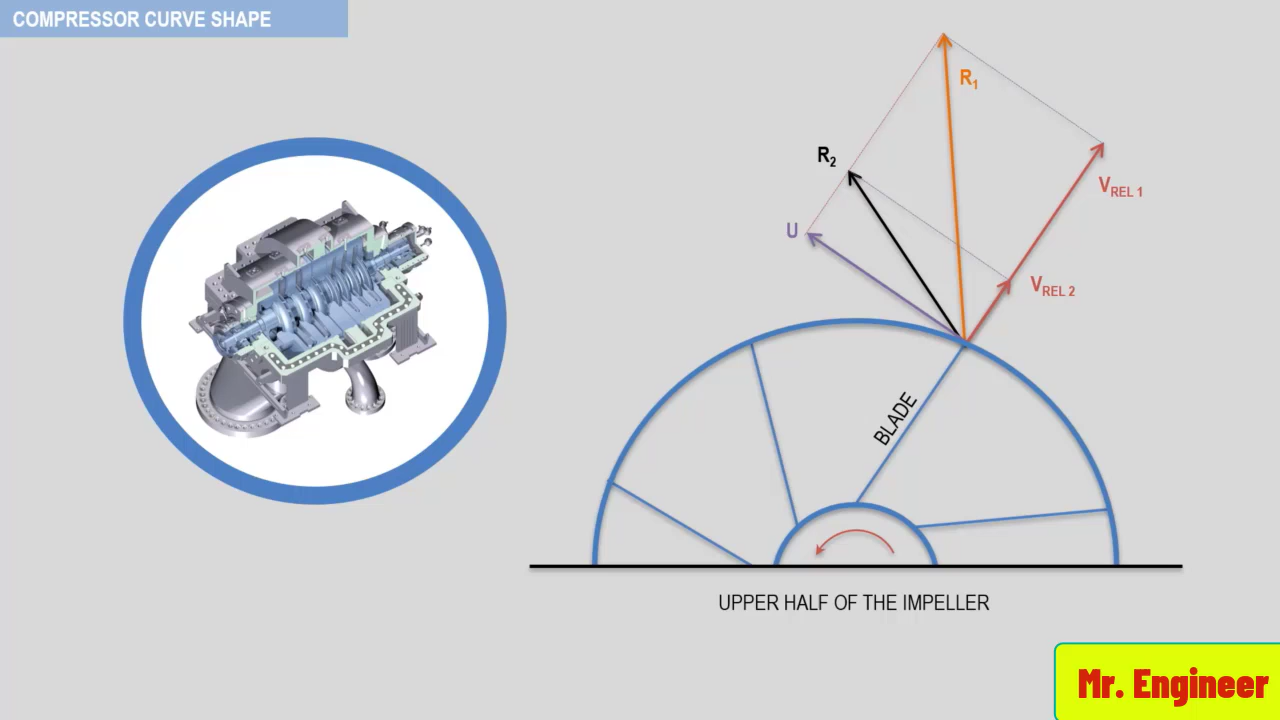 COMPRESSOR CURVE SHAPE
R1
R2
VREL 1
U
VREL 2
BLADE
UPPER HALF OF THE IMPELLER
Mr. Engineer